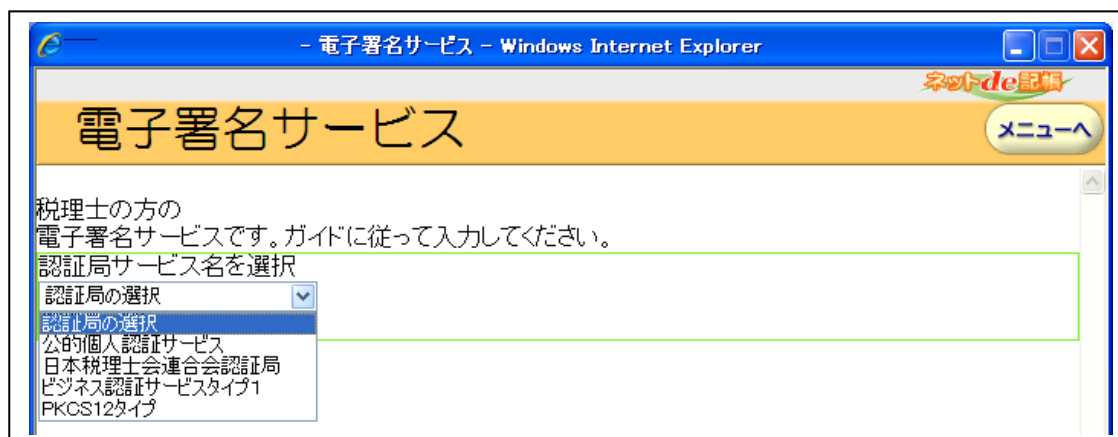 - 電子署名サービス - Windows Internet Explorer
ネットde記帳
電子署名サービス
メニューへ
税理士の方の
電子署名サービスです。ガイドに従って入力してください。
認証局サービス名を選択
認証局の選択
認証局の選択
公的個人認証サービス
日本税理士会連合会認証局
ビジネス認証サービスタイプ1
PKCS12タイプ